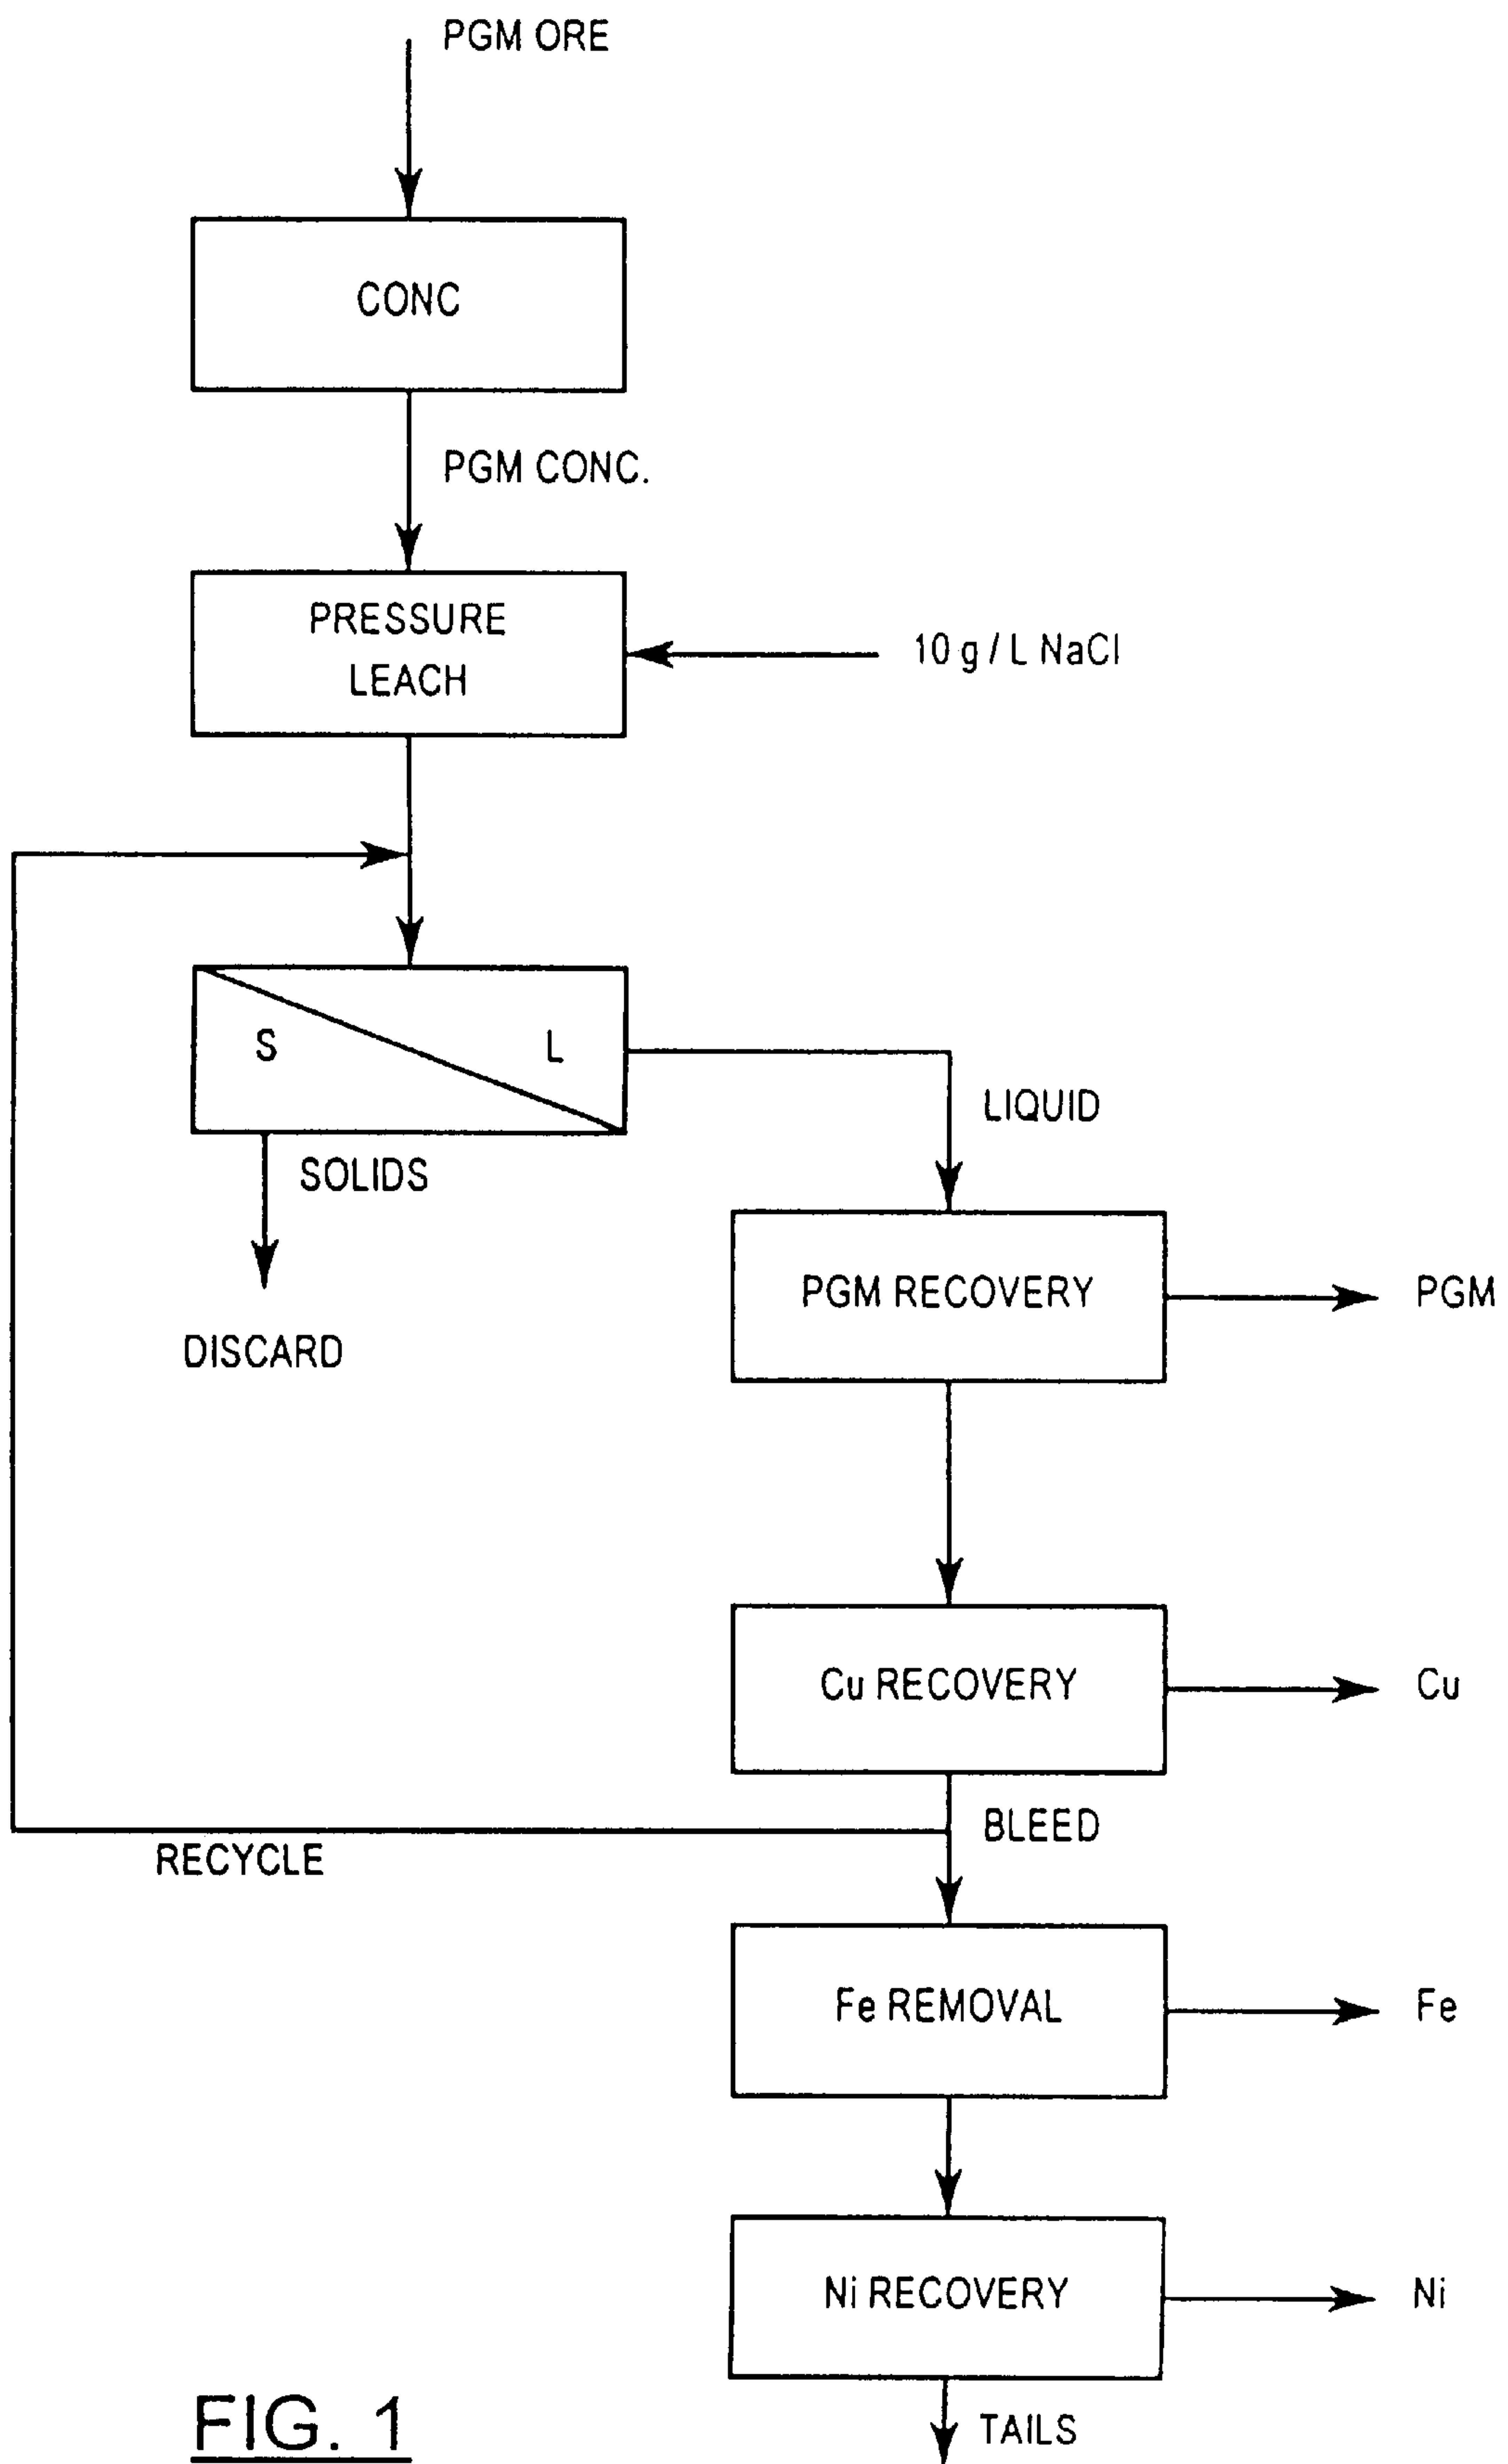 PGM ORE
CONC
PGM CONC.
PRESSURE
LEACH
10 g / L NaCl
S
L
LIQUID
SOLIDS
DISCARD
PGM RECOVERY
PGM
Cu RECOVERY
Cu
BLEED
RECYCLE
Fe REMOVAL
Fe
Ni RECOVERY
Ni
TAILS
FIG. 1